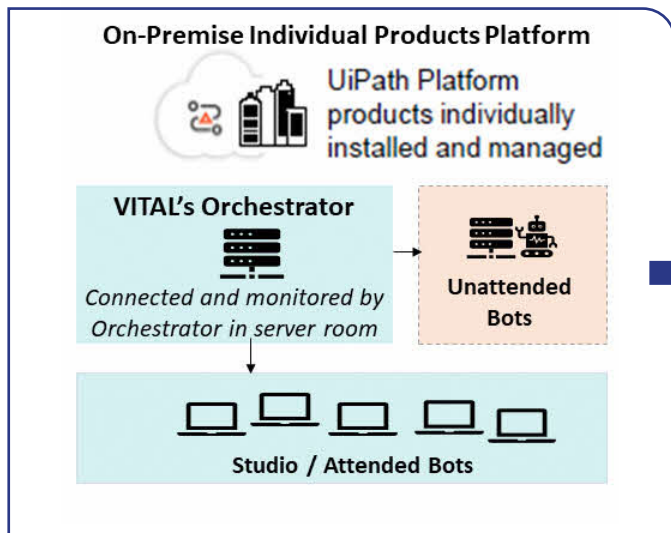 On-Premise Individual Products Platform
UiPath Platform
products individually
installed and managed
VITAL's Orchestrator
Connected and monitored by
Orchestrator in server room
Unattended
Bots
Studio / Attended Bots